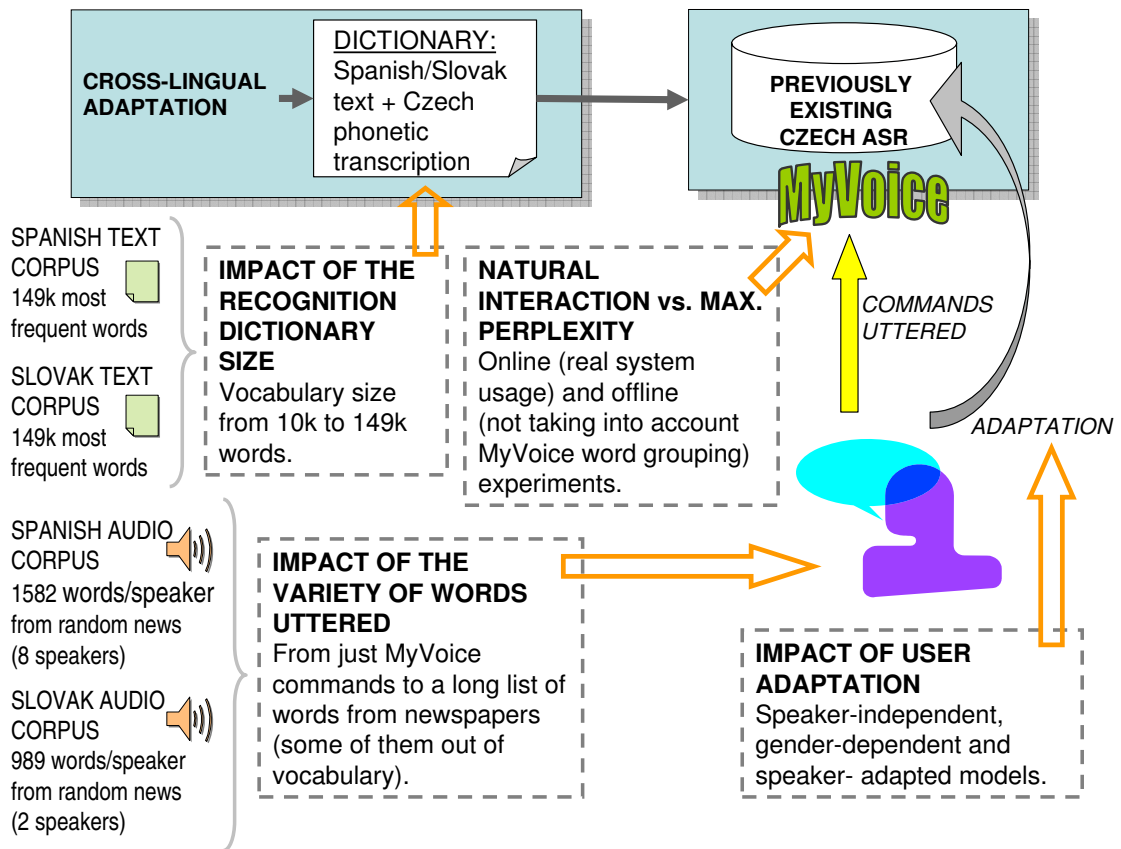 CROSS-LINGUAL
ADAPTATION
DICTIONARY:
Spanish/Slovak
text + Czech
phonetic
transcription
PREVIOUSLY
EXISTING
CZECH ASR
MyVoice
SPANISH TEXT
CORPUS
149k most
frequent words
SLOVAK TEXT
CORPUS
149k most
frequent words
IMPACT OF THE
RECOGNITION
DICTIONARY
SIZE
Vocabulary size
from 10k to 149k
words.
NATURAL
INTERACTION vs. MAX.
PERPLEXITY
Online (real system
usage) and offline
(not taking into account
MyVoice word grouping)
experiments.
COMMANDS
UTTERED
ADAPTATION
SPANISH AUDIO
CORPUS
1582 words/speaker
from random news
(8 speakers)
SLOVAK AUDIO
CORPUS
989 words/speaker
from random news
(2 speakers)
IMPACT OF THE
VARIETY OF WORDS
UTTERED
From just MyVoice
commands to a long list of
words from newspapers
(some of them out of
vocabulary).
IMPACT OF USER
ADAPTATION
Speaker-independent,
gender-dependent and
speaker- adapted models.